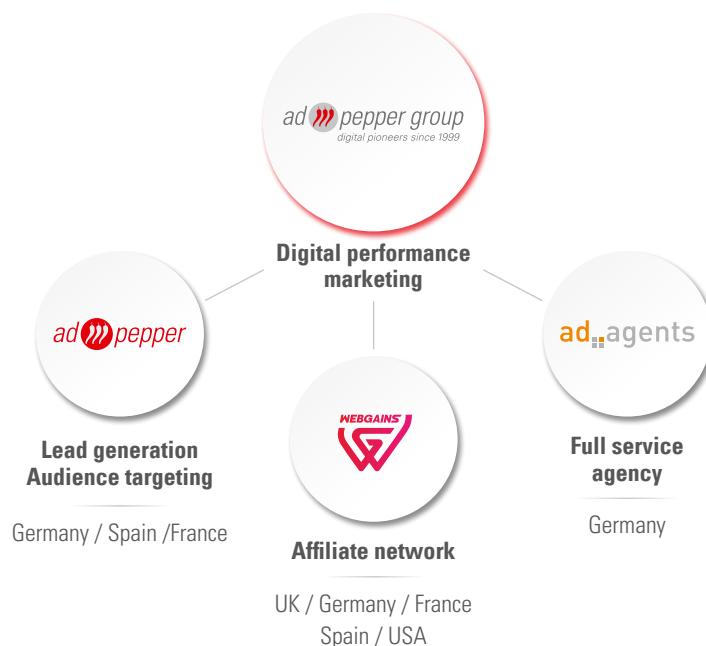 ad pepper group
digital pioneers since 1999
Digital performance
marketing
ad pepper
Lead generation
Audience targeting
Germany / Spain /France
WEBGAINS
Affiliate network
UK / Germany / France
Spain / USA
ad agents
Full service
agency
Germany